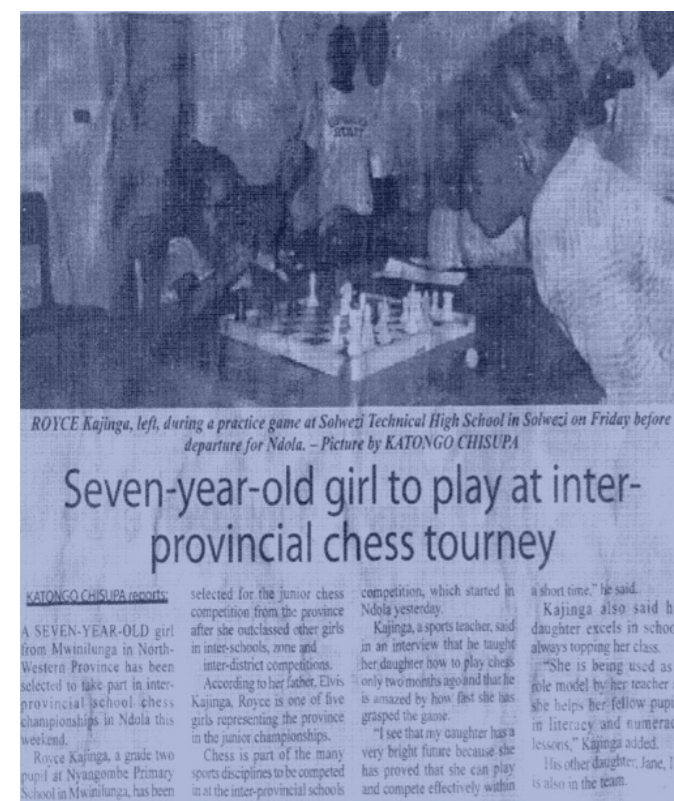 ROYCE Kajinga, left, during a practice game at Solwezi Technical High School in Solwezi on Friday before
departure for Ndola. – Picture by KATONGO CHISUPA
Seven-year-old girl to play at inter-
provincial chess tourney
KATONGO CHISUPA reports:
A SEVEN-YEAR-OLD girl
from Mwinilunga in North-
Western Province has been
selected to take part in inter-
provincial school chess
championships in Ndola this
weekend.
Royce Kajinga, a grade two
pupil at Nyangombe Primary
School in Mwinilunga, has been
selected for the junior chess
competition from the province
after she outclassed other girls
in inter-schools, zone and
inter-district competitions.
According to her father, Elvis
Kajinga, Royce is one of five
girls representing the province
in the junior championships.
Chess is part of the many
sports disciplines to be competed
in at the inter-provincial schools
competition, which started in
Ndola yesterday.
Kajinga, a sports teacher, said
in an interview that he taught
her daughter how to play chess
only two months ago and that he
is amazed by how fast she has
grasped the game.
"I see that my daughter has a
very bright future because she
has proved that she can play
and compete effectively within
a short time," he said.
Kajinga also said h
daughter excels in schoo
always topping her class.
"She is being used as
role model by her teacher
she helps her fellow pupi
in literacy and numerac
lessons," Kajinga added.
His other daughter, Jane,
is also in the team.